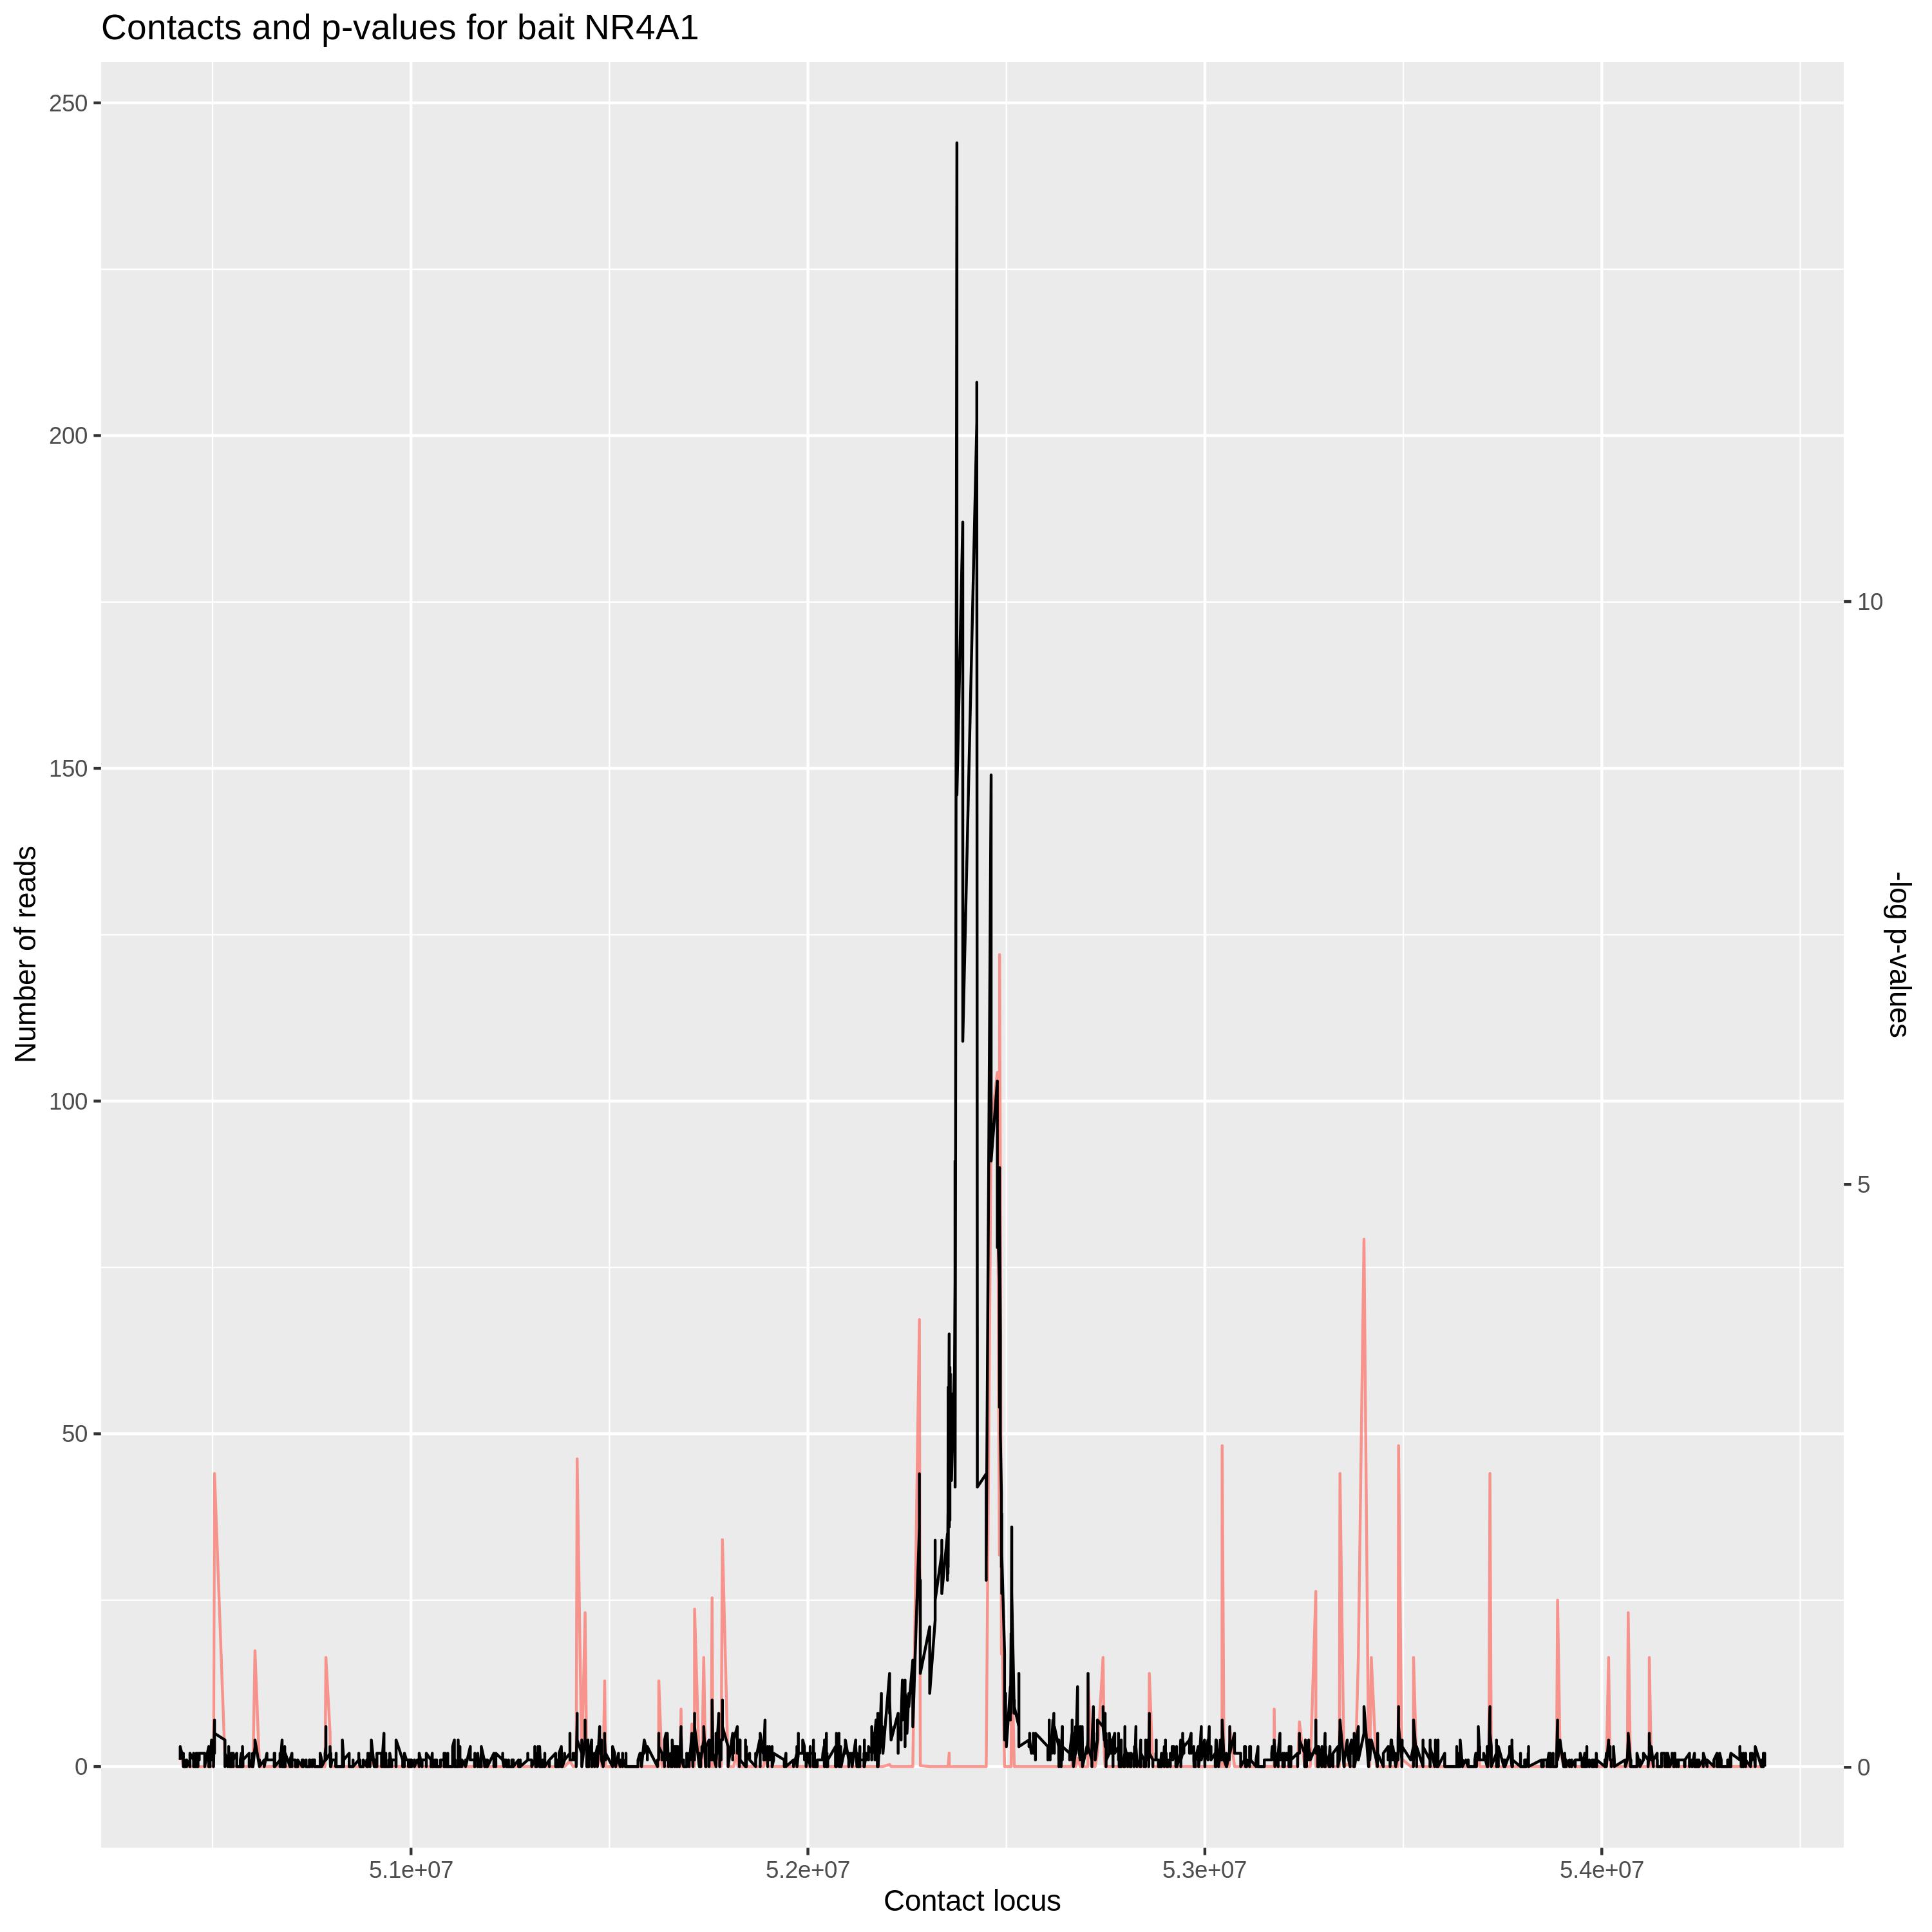 Contacts and p-values for bait NR4A1
250
200
150
100
50
0
Number of reads
10
5
0
-log p-values
5.1e+07
5.2e+07
5.3e+07
5.4e+07
Contact locus